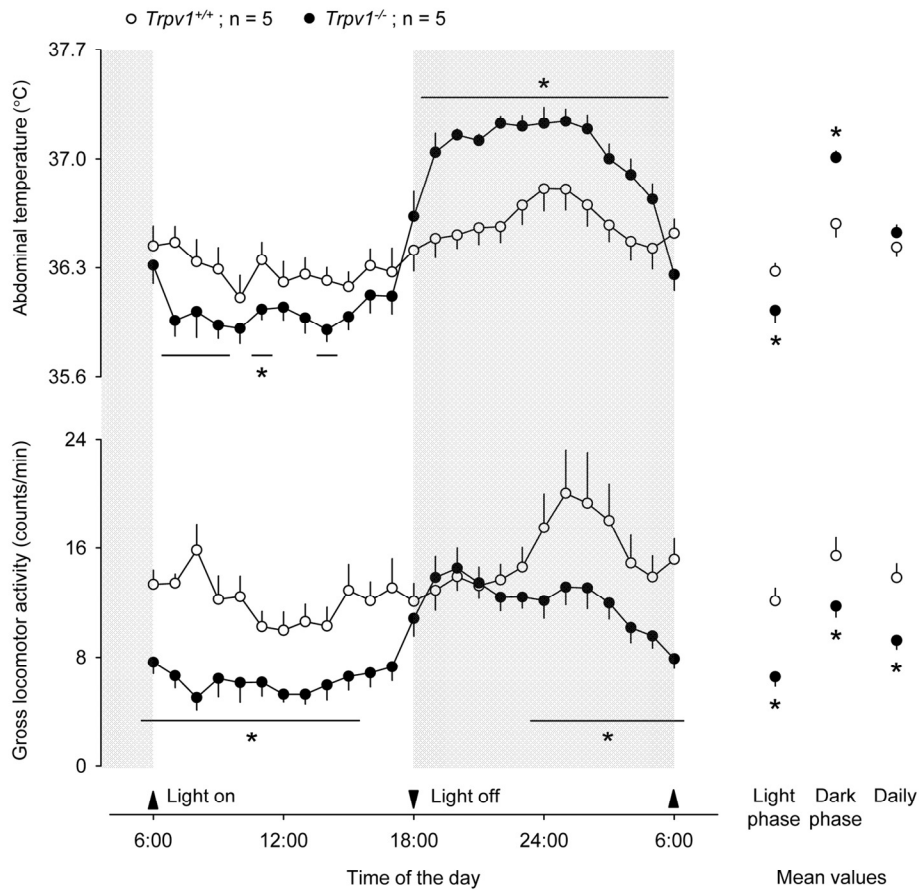 Trpv1+/+ ; n = 5 Trpv1-/- ; n = 5
37.7
37.0
36.3
35.6
Abdominal temperature (°C)
*
*
*
*
24
16
8
0
Gross locomotor activity (counts/min)
*
*
*
*
*
Light on
Light off
6:00 12:00 18:00 24:00 6:00
Time of the day
Light phase
Dark phase
Daily
Mean values